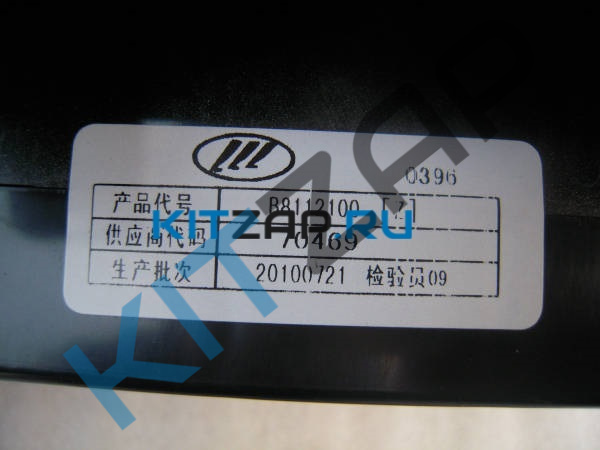 0396
产品代号 B8112100
供应商代码 70469
生产批次 20100721 检验员09
KITZAP.RU
KITZAP